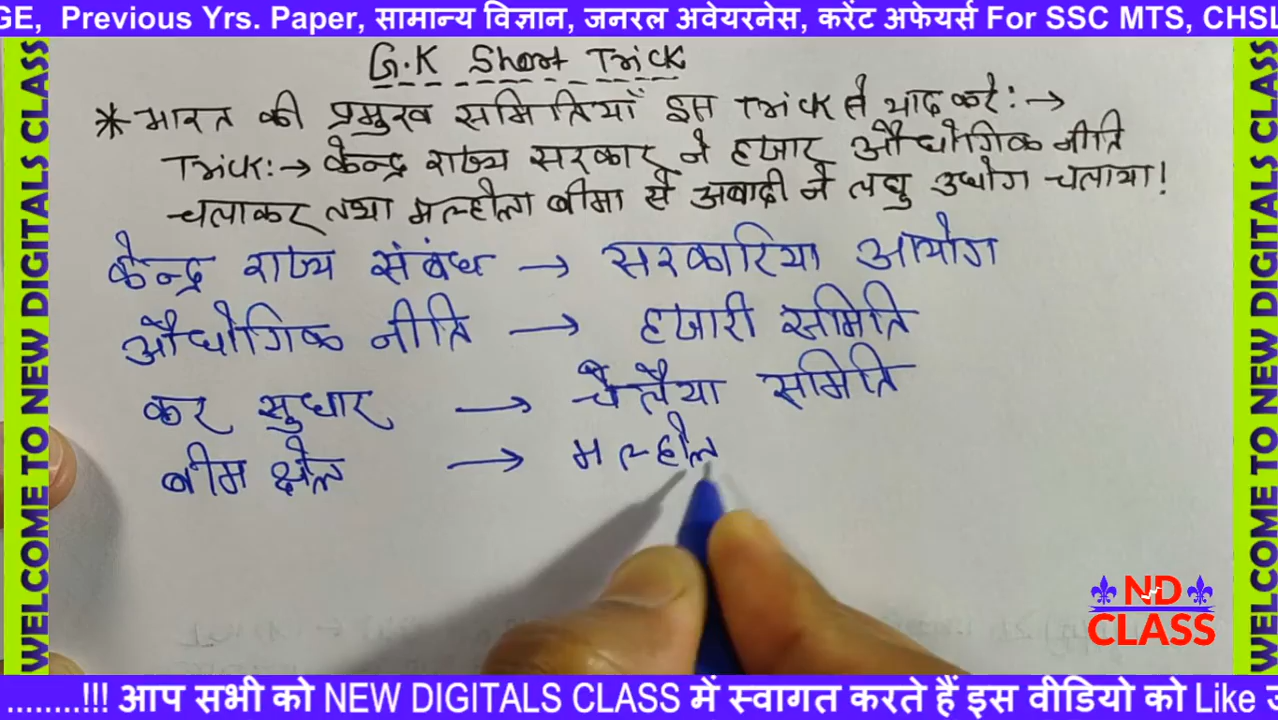 GE, Previous Yrs. Paper, सामान्य विज्ञान, जनरल अवेयरनेस, करेंट अफेयर्स For SSC MTS, CHSL
WELCOME TO NEW DIGITALS CLASS
G.K Short Trick
* भारत की प्रमुख समितियाँ इस Trick से याद करे :→
Trick:→ केन्द्र राज्य सरकार ने हजार औधोगिक नीति
चलाकर तथा मल्होत्रा बीमा से अबादी ने लघु उधोग चलाया!
केन्द्र राज्य संबंध → सरकारिया आयोग
औधोगिक नीति → हजारी समिति
कर सुधार → चैलैया समिति
बीम क्षेत्र → मल्होत्र
ND
CLASS
WELCOME TO NEW DIGITALS CLASS
........!!! आप सभी को NEW DIGITALS CLASS में स्वागत करते हैं इस वीडियो को Like